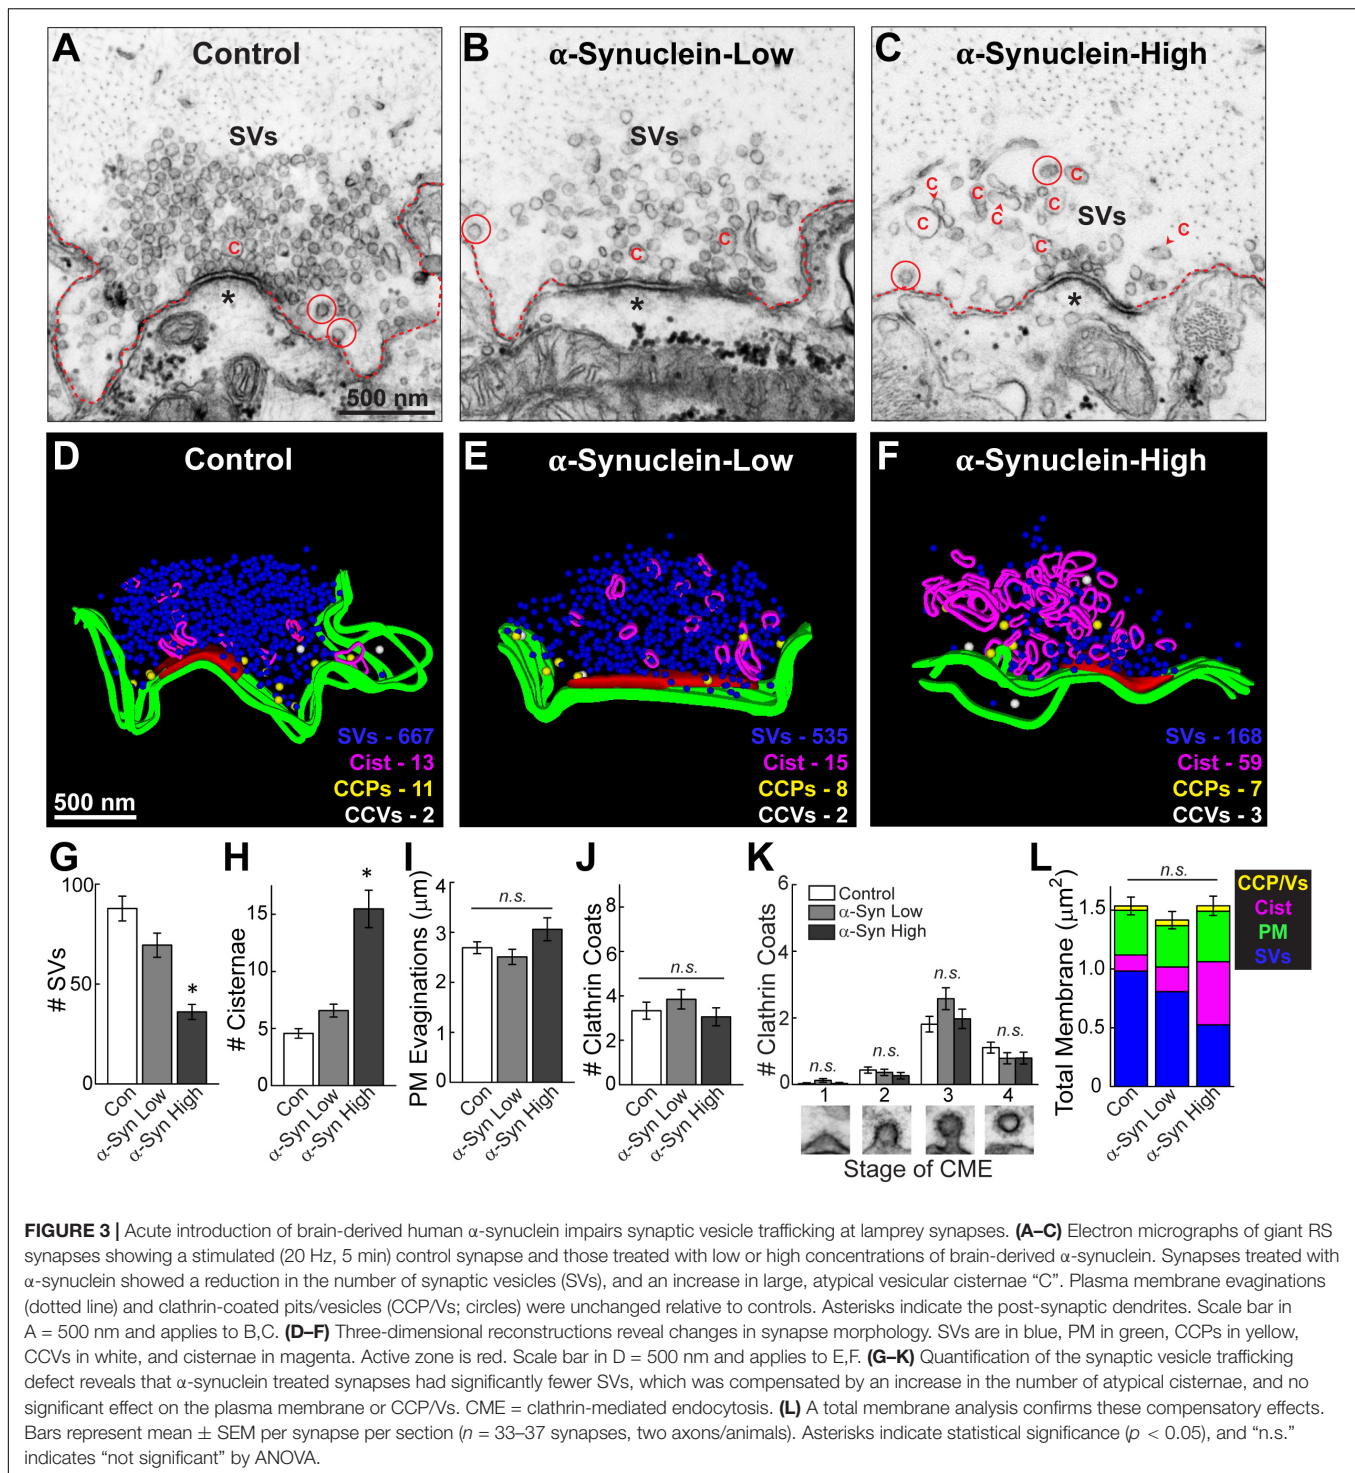 A Control
B α-Synuclein-Low
C α-Synuclein-High
SVs
C
*
500 nm
SVs
C
C
*
C
C
C
C
C
C
C
C
SVs
*
D Control
E α-Synuclein-Low
F α-Synuclein-High
SVs - 667
Cist - 13
CCPs - 11
CCVs - 2
500 nm
SVs - 535
Cist - 15
CCPs - 8
CCVs - 2
SVs - 168
Cist - 59
CCPs - 7
CCVs - 3
G
# SVs
100
50
0
*
Con
α-Syn Low
α-Syn High
H
# Cisternae
15
10
5
0
*
Con
α-Syn Low
α-Syn High
I
PM Evaginations (µm)
4
3
2
1
0
n.s.
Con
α-Syn Low
α-Syn High
J
# Clathrin Coats
8
6
4
2
0
n.s.
Con
α-Syn Low
α-Syn High
K
# Clathrin Coats
6
4
2
0
Control
α-Syn Low
α-Syn High
n.s.
n.s.
n.s.
n.s.
1 2 3 4
Stage of CME
L
Total Membrane (µm²)
1.5
1
0.5
0
n.s.
Con
α-Syn Low
α-Syn High
CCP/Vs
Cist
PM
SVs
FIGURE 3 | Acute introduction of brain-derived human α-synuclein impairs synaptic vesicle trafficking at lamprey synapses. (A–C) Electron micrographs of giant RS
synapses showing a stimulated (20 Hz, 5 min) control synapse and those treated with low or high concentrations of brain-derived α-synuclein. Synapses treated with
α-synuclein showed a reduction in the number of synaptic vesicles (SVs), and an increase in large, atypical vesicular cisternae “C”. Plasma membrane evaginations
(dotted line) and clathrin-coated pits/vesicles (CCP/Vs; circles) were unchanged relative to controls. Asterisks indicate the post-synaptic dendrites. Scale bar in
A = 500 nm and applies to B,C. (D–F) Three-dimensional reconstructions reveal changes in synapse morphology. SVs are in blue, PM in green, CCPs in yellow,
CCVs in white, and cisternae in magenta. Active zone is red. Scale bar in D = 500 nm and applies to E,F. (G–K) Quantification of the synaptic vesicle trafficking
defect reveals that α-synuclein treated synapses had significantly fewer SVs, which was compensated by an increase in the number of atypical cisternae, and no
significant effect on the plasma membrane or CCP/Vs. CME = clathrin-mediated endocytosis. (L) A total membrane analysis confirms these compensatory effects.
Bars represent mean ± SEM per synapse per section (n = 33–37 synapses, two axons/animals). Asterisks indicate statistical significance (p < 0.05), and “n.s.”
indicates “not significant” by ANOVA.